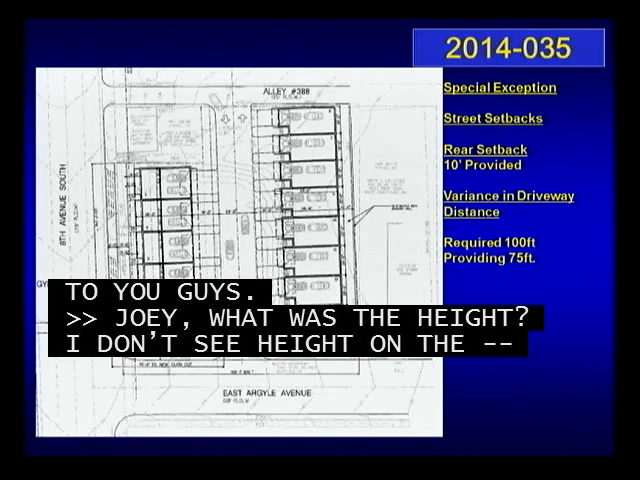 2014-035
Special Exception
Street Setbacks
Rear Setback
10' Provided
Variance in Driveway
Distance
Required 100ft
Providing 75ft.
ALLEY #388
8TH AVENUE SOUTH
TO YOU GUYS.
>> JOEY, WHAT WAS THE HEIGHT?
I DON'T SEE HEIGHT ON THE --
EAST ARGYLE AVENUE